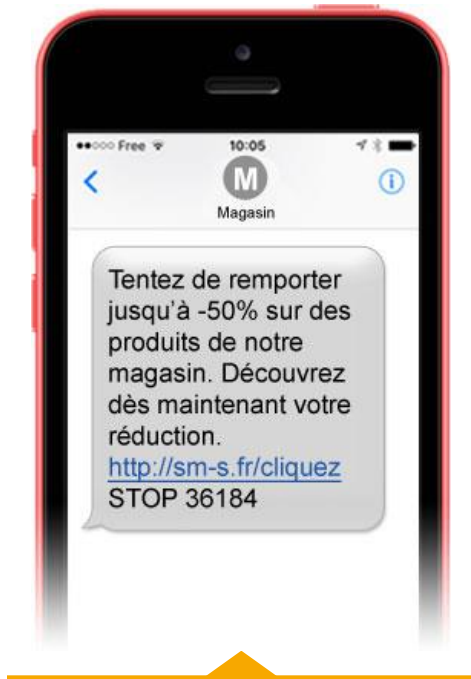 Free
10:05
M
Magasin
Tentez de remporter
jusqu'à -50% sur des
produits de notre
magasin. Découvrez
dès maintenant votre
réduction.
http://sm-s.fr/cliquez
STOP 36184